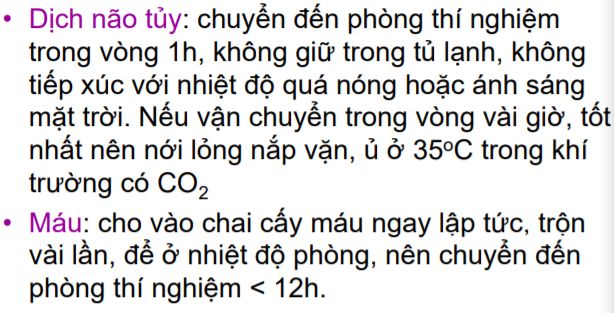 • Dịch não tủy: chuyển đến phòng thí nghiệm
trong vòng 1h, không giữ trong tủ lạnh, không
tiếp xúc với nhiệt độ quá nóng hoặc ánh sáng
mặt trời. Nếu vận chuyển trong vòng vài giờ, tốt
nhất nên nới lỏng nắp vặn, ủ ở 35ºC trong khí
trường có CO₂
• Máu: cho vào chai cấy máu ngay lập tức, trộn
vài lần, để ở nhiệt độ phòng, nên chuyển đến
phòng thí nghiệm < 12h.